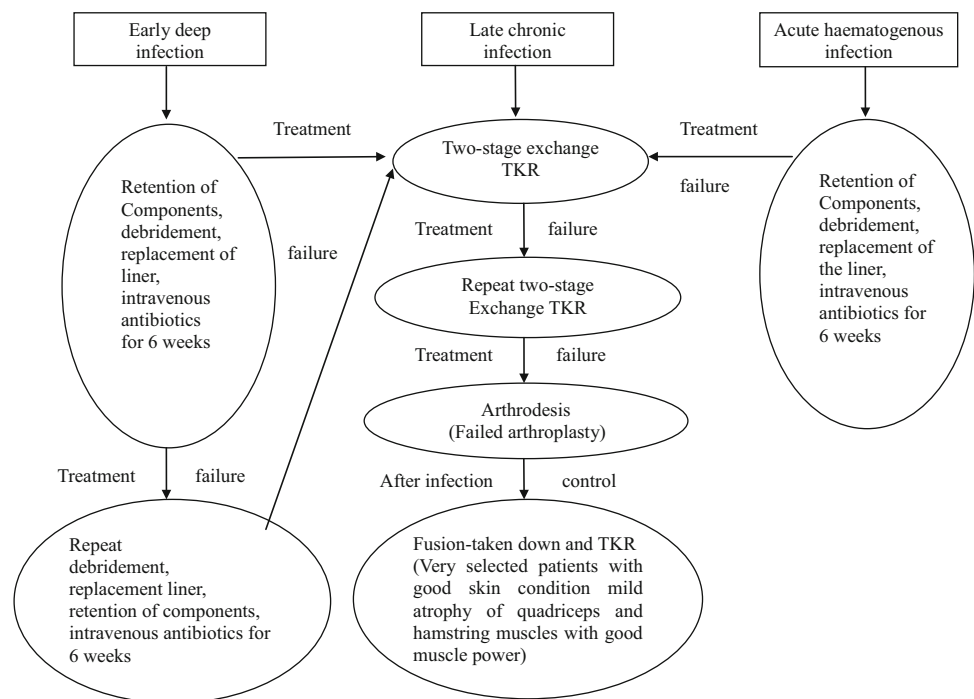 Early deep
infection
Late chronic
infection
Acute haematogenous
infection
Treatment
failure
Retention of
Components,
debridement,
replacement of
liner,
intravenous
antibiotics
for 6 weeks
Two-stage exchange
TKR
Treatment
failure
Retention of
Components,
debridement,
replacement of
the liner,
intravenous
antibiotics for
6 weeks
Treatment failure
Repeat two-stage
Exchange TKR
Treatment failure
Arthrodesis
(Failed arthroplasty)
Treatment failure
After infection control
Repeat
debridement,
replacement liner,
retention of components,
intravenous antibiotics for
6 weeks
Fusion-taken down and TKR
(Very selected patients with
good skin condition mild
atrophy of quadriceps and
hamstring muscles with good
muscle power)